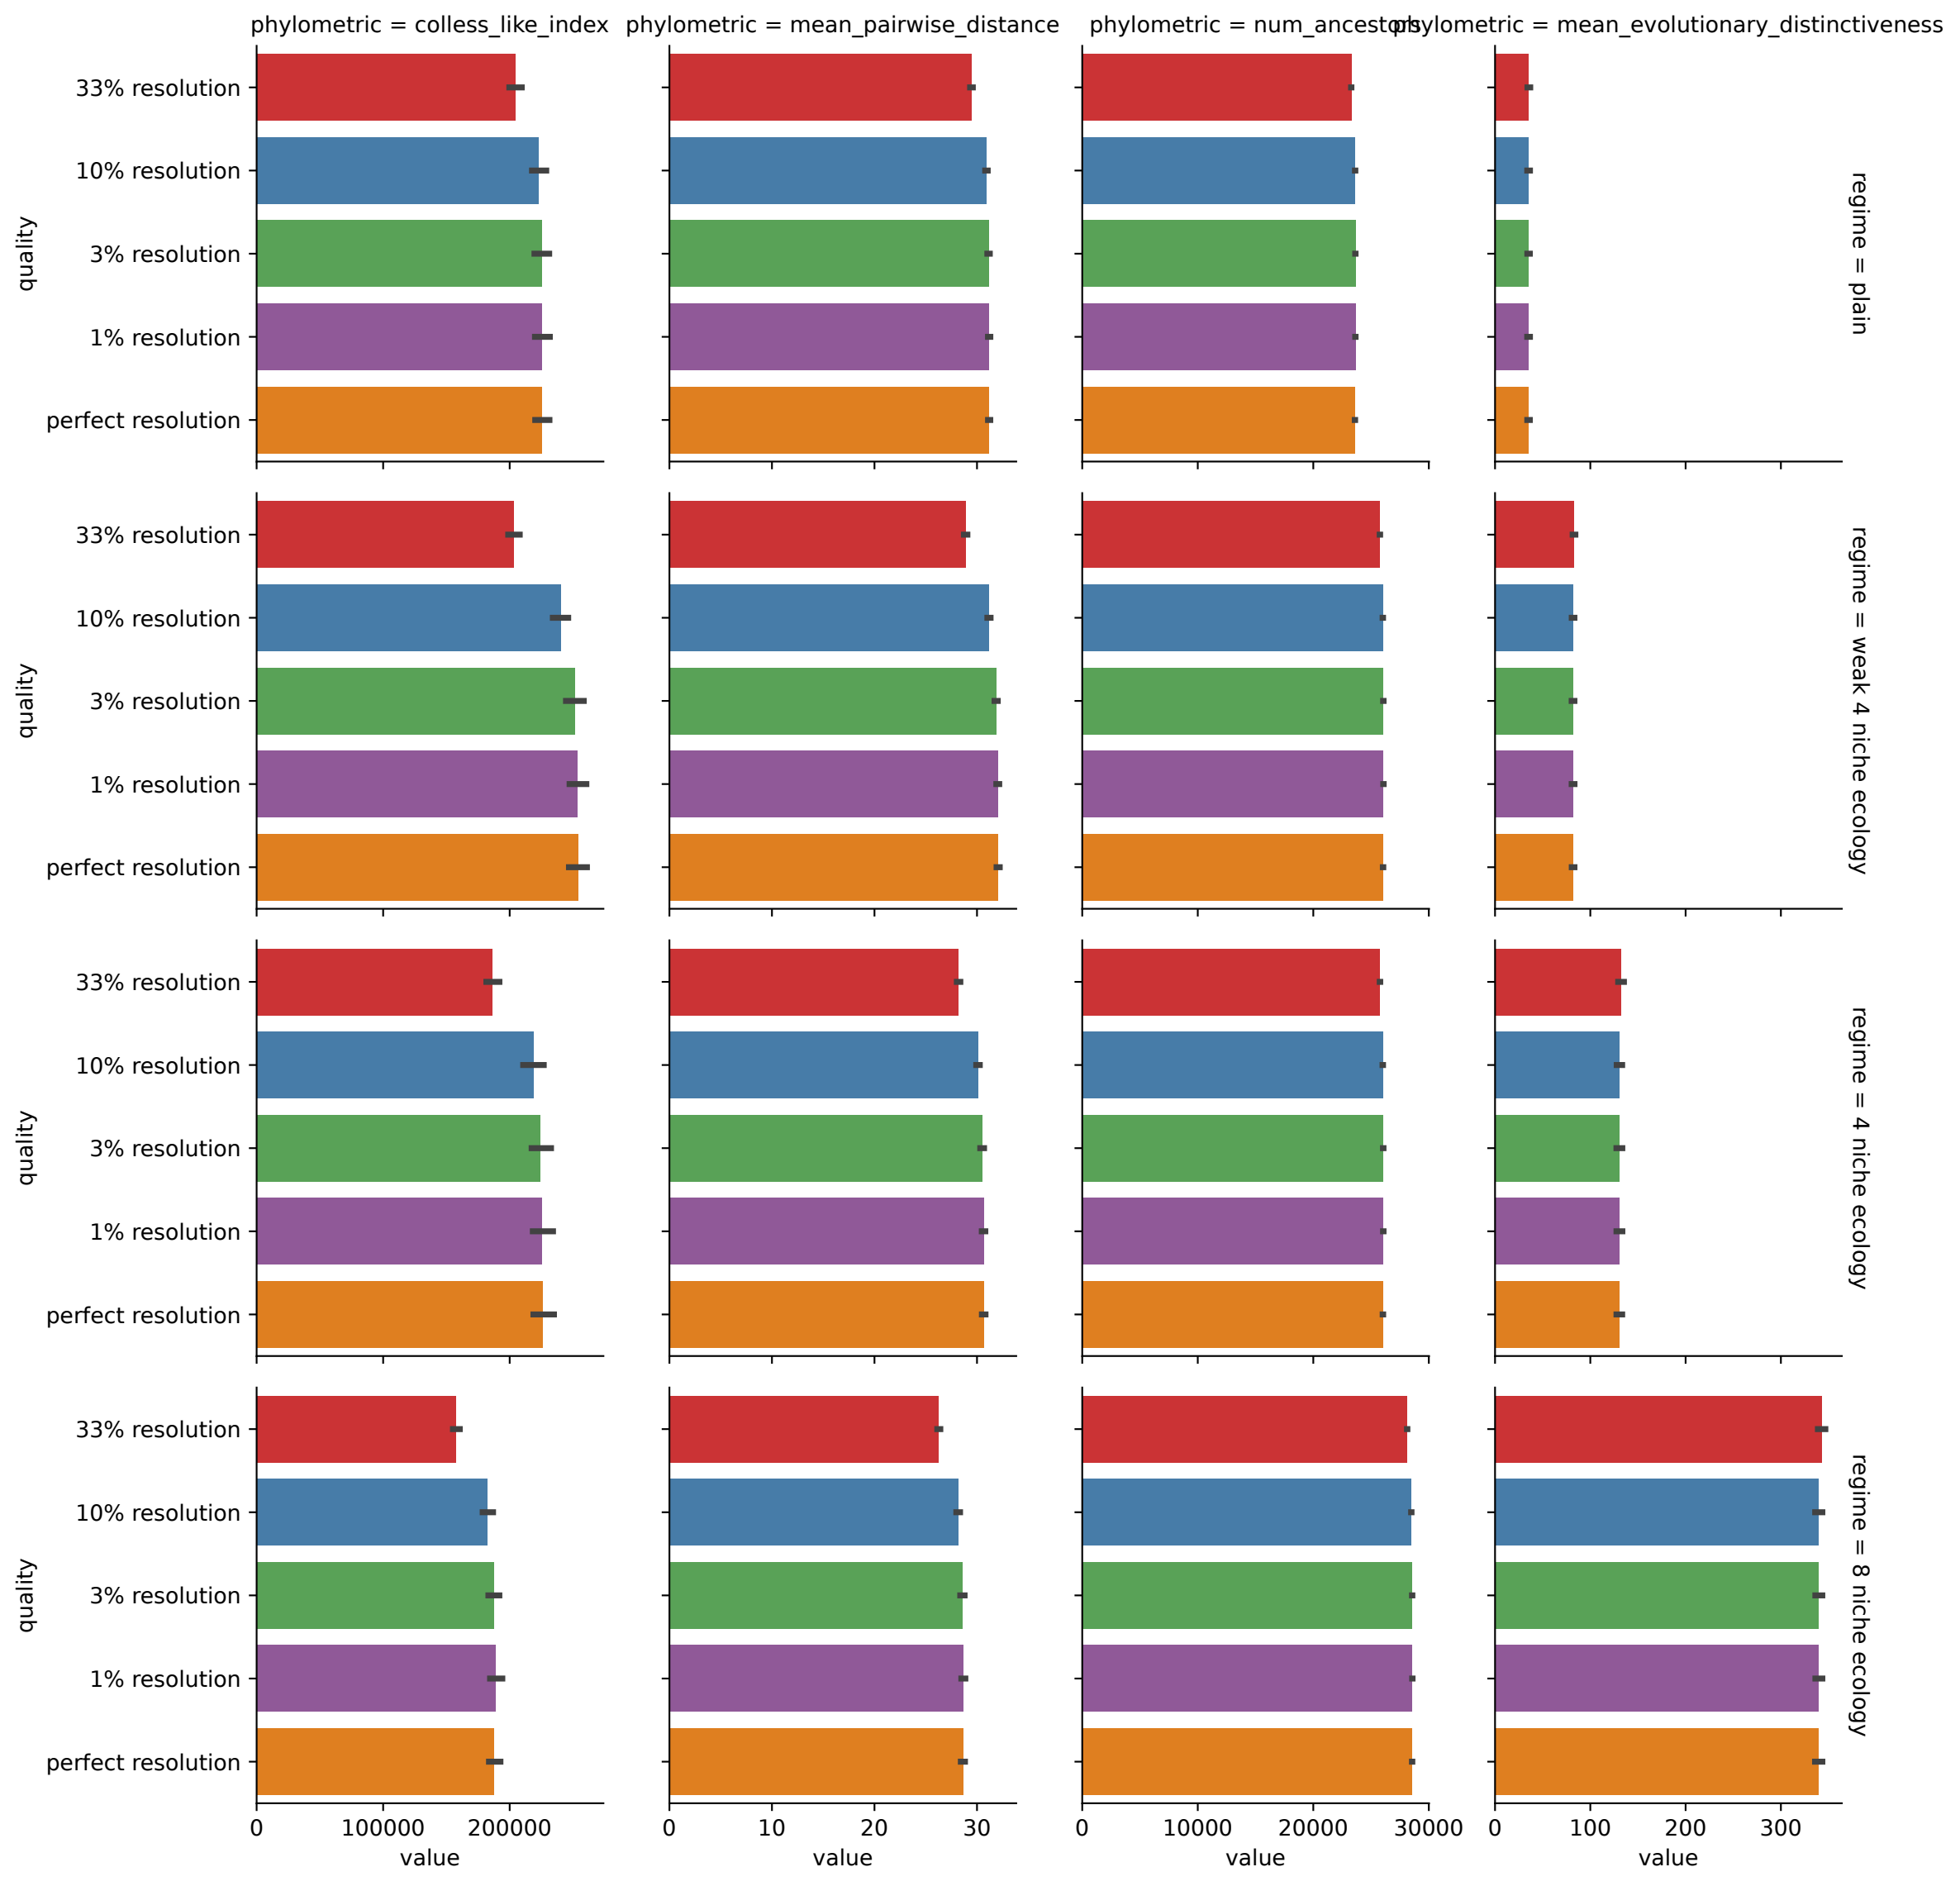 phylometric = colless_like_index
phylometric = mean_pairwise_distance
phylometric = num_ancestors
phylometric = mean_evolutionary_distinctiveness
quality
33% resolution
10% resolution
3% resolution
1% resolution
perfect resolution
regime = plain
quality
33% resolution
10% resolution
3% resolution
1% resolution
perfect resolution
regime = weak 4 niche ecology
quality
33% resolution
10% resolution
3% resolution
1% resolution
perfect resolution
regime = 4 niche ecology
quality
33% resolution
10% resolution
3% resolution
1% resolution
perfect resolution
regime = 8 niche ecology
0 100000 200000
0 10 20 30
0 10000 20000 30000
0 100 200 300
value
value
value
value